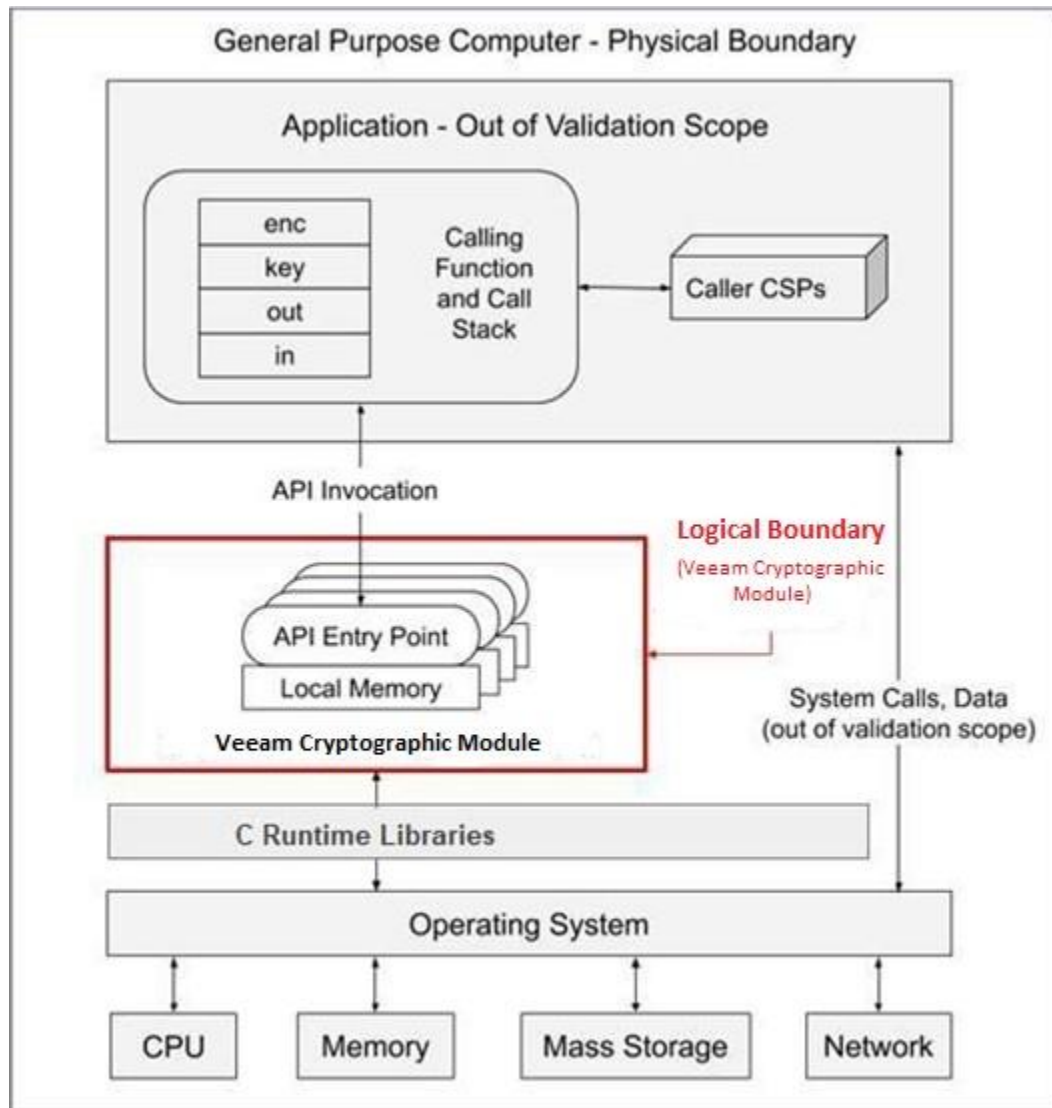 General Purpose Computer - Physical Boundary
Application - Out of Validation Scope
enc
key
out
in
Calling
Function
and Call
Stack
Caller CSPs
API Invocation
Logical Boundary
(Veeam Cryptographic
Module)
API Entry Point
Local Memory
Veeam Cryptographic Module
System Calls, Data
(out of validation scope)
C Runtime Libraries
Operating System
CPU
Memory
Mass Storage
Network